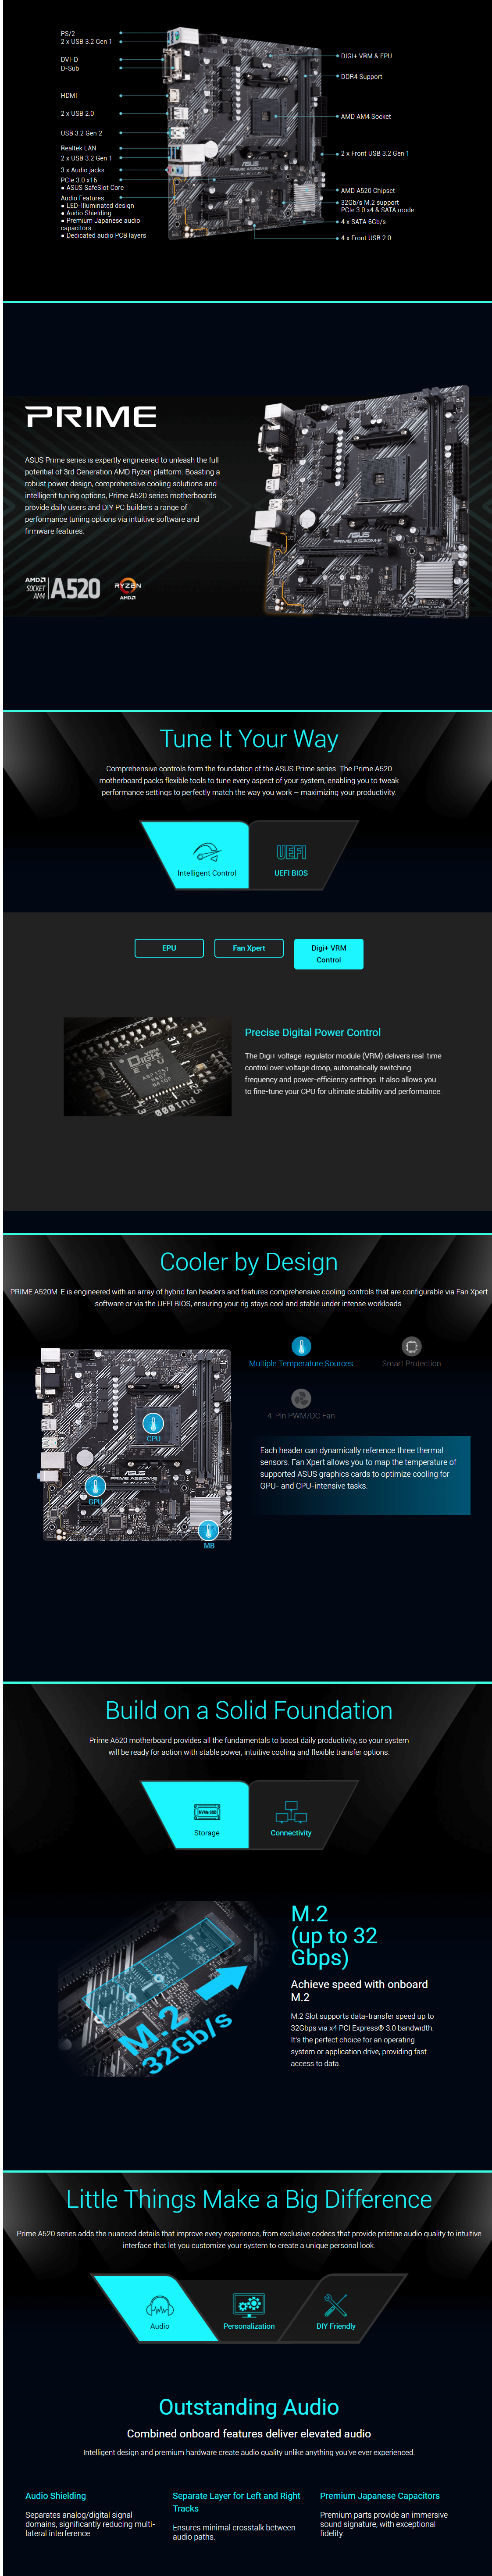 PS/2
2 x USB 3.2 Gen 1
DVI-D
D-Sub
HDMI
2 x USB 2.0
USB 3.2 Gen 2
Realtek LAN
2 x USB 3.2 Gen 1
3 x Audio jacks
PCIe 3.0 x16
● ASUS SafeSlot Core
Audio Features
● LED-Illuminated design
● Audio Shielding
● Premium Japanese audio
capacitors
● Dedicated audio PCB layers
DIGI+ VRM & EPU
DDR4 Support
AMD AM4 Socket
2 x Front USB 3.2 Gen 1
AMD A520 Chipset
32Gb/s M.2 support
PCIe 3.0 x4 & SATA mode
4 x SATA 6Gb/s
4 x Front USB 2.0
PRIME
ASUS Prime series is expertly engineered to unleash the full
potential of 3rd Generation AMD Ryzen platform. Boasting a
robust power design, comprehensive cooling solutions and
intelligent tuning options, Prime A520 series motherboards
provide daily users and DIY PC builders a range of
performance tuning options via intuitive software and
firmware features.
AMD
SOCKET
AM4
A520
RYZEN
AMD
Tune It Your Way
Comprehensive controls form the foundation of the ASUS Prime series. The Prime A520
motherboard packs flexible tools to tune every aspect of your system, enabling you to tweak
performance settings to perfectly match the way you work – maximizing your productivity.
Intelligent Control
UEFI
UEFI BIOS
EPU
Fan Xpert
Digi+ VRM
Control
Precise Digital Power Control
The Digi+ voltage-regulator module (VRM) delivers real-time
control over voltage droop, automatically switching
frequency and power-efficiency settings. It also allows you
to fine-tune your CPU for ultimate stability and performance.
Cooler by Design
PRIME A520M-E is engineered with an array of hybrid fan headers and features comprehensive cooling controls that are configurable via Fan Xpert
software or via the UEFI BIOS, ensuring your rig stays cool and stable under intense workloads.
Multiple Temperature Sources
Smart Protection
4-Pin PWM/DC Fan
CPU
GPU
MB
Each header can dynamically reference three thermal
sensors. Fan Xpert allows you to map the temperature of
supported ASUS graphics cards to optimize cooling for
GPU- and CPU-intensive tasks.
Build on a Solid Foundation
Prime A520 motherboard provides all the fundamentals to boost daily productivity, so your system
will be ready for action with stable power, intuitive cooling and flexible transfer options.
Storage
Connectivity
M.2
32Gb/s
M.2
(up to 32
Gbps)
Achieve speed with onboard
M.2
M.2 Slot supports data-transfer speed up to
32Gbps via x4 PCI Express® 3.0 bandwidth.
It's the perfect choice for an operating
system or application drive, providing fast
access to data.
Little Things Make a Big Difference
Prime A520 series adds the nuanced details that improve every experience, from exclusive codecs that provide pristine audio quality to intuitive
interface that let you customize your system to create a unique personal look.
Audio
Personalization
DIY Friendly
Outstanding Audio
Combined onboard features deliver elevated audio
Intelligent design and premium hardware create audio quality unlike anything you've ever experienced.
Audio Shielding
Separates analog/digital signal
domains, significantly reducing multi-
lateral interference.
Separate Layer for Left and Right
Tracks
Ensures minimal crosstalk between
audio paths.
Premium Japanese Capacitors
Premium parts provide an immersive
sound signature, with exceptional
fidelity.